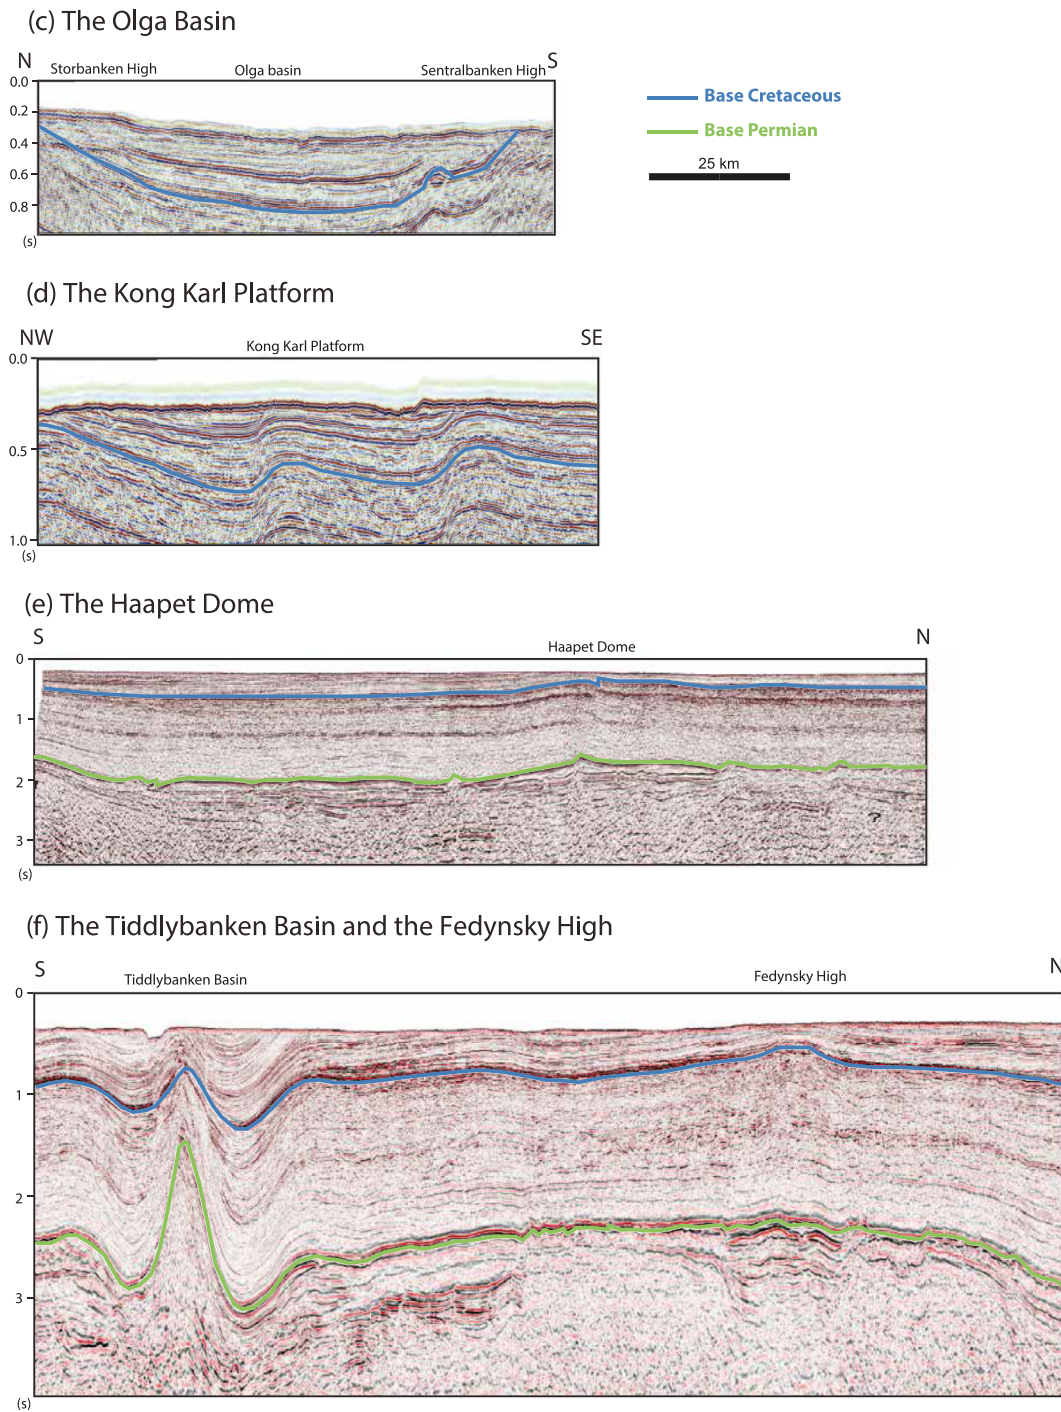 (c) The Olga Basin
N
S
Storbanken High
Olga basin
Sentralbanken High
0.0
0.2
0.4
0.6
0.8
(s)
Base Cretaceous
Base Permian
25 km
(d) The Kong Karl Platform
NW
SE
Kong Karl Platform
0.0
0.5
1.0
(s)
(e) The Haapet Dome
S
N
Haapet Dome
0
1
2
3
(s)
?
(f) The Tiddlybanken Basin and the Fedynsky High
S
N
Tiddlybanken Basin
Fedynsky High
0
1
2
3
(s)